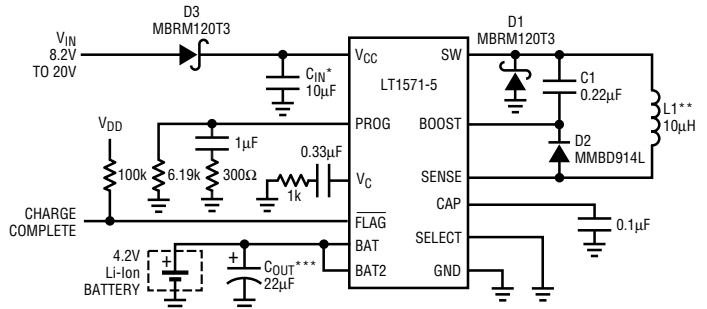 D3
MBRM120T3
V_IN
8.2V
TO 20V
C_IN*
10µF
V_DD
100k
6.19k
1µF
300Ω
0.33µF
1k
CHARGE
COMPLETE
4.2V
Li-Ion
BATTERY
+
+
C_OUT***
22µF
V_CC
SW
LT1571-5
PROG
BOOST
V_C
SENSE
CAP
FLAG
SELECT
BAT
BAT2
GND
D1
MBRM120T3
C1
0.22µF
L1**
10µH
D2
MMBD914L
0.1µF